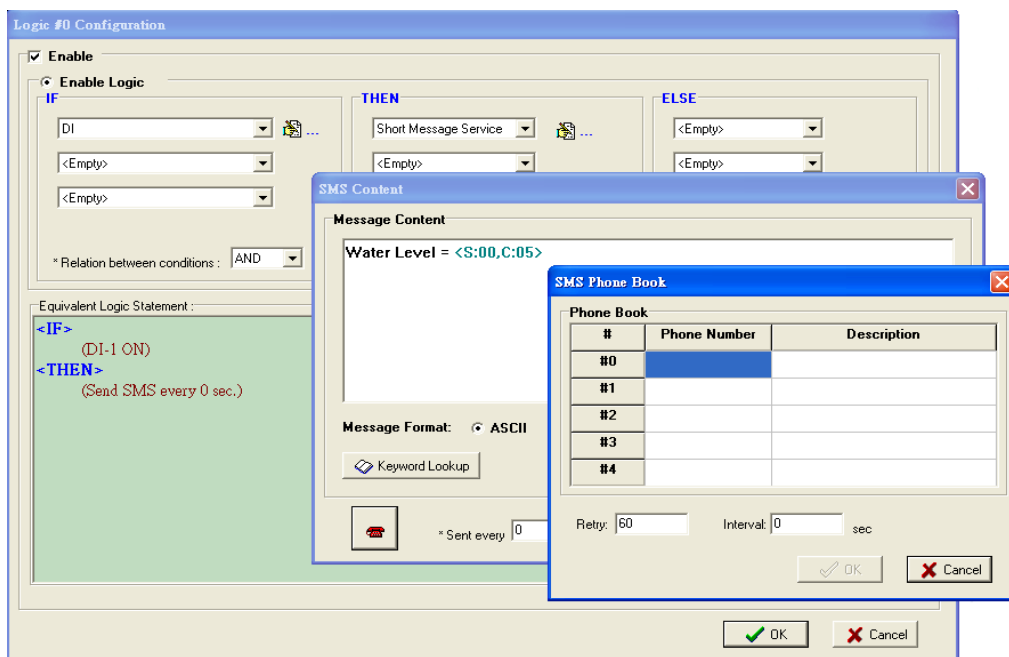 Logic #0 Configuration
Enable
Enable Logic
IF
THEN
ELSE
DI
...
Short Message Service
...
<Empty>
<Empty>
<Empty>
<Empty>
<Empty>
* Relation between conditions :
AND
Equivalent Logic Statement :
<IF>
(DI-1 ON)
<THEN>
(Send SMS every 0 sec.)
SMS Content
Message Content
Water Level = <S:00,C:05>
Message Format:
ASCII
Keyword Lookup
* Sent every
0
SMS Phone Book
Phone Book
# Phone Number Description
#0
#1
#2
#3
#4
Retry: 60
Interval: 0 sec
OK
Cancel
OK
Cancel